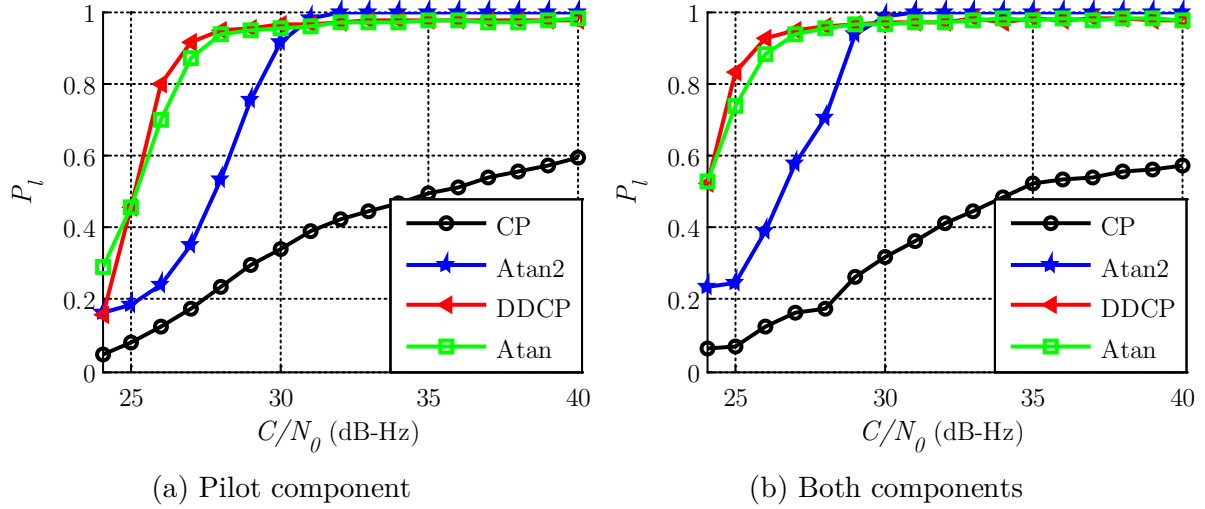 1
0.8
0.6
0.4
0.2
0
P_l
25
30
35
40
C/N_0 (dB-Hz)
CP
Atan2
DDCP
Atan
(a) Pilot component
1
0.8
0.6
0.4
0.2
0
P_l
25
30
35
40
C/N_0 (dB-Hz)
CP
Atan2
DDCP
Atan
(b) Both components